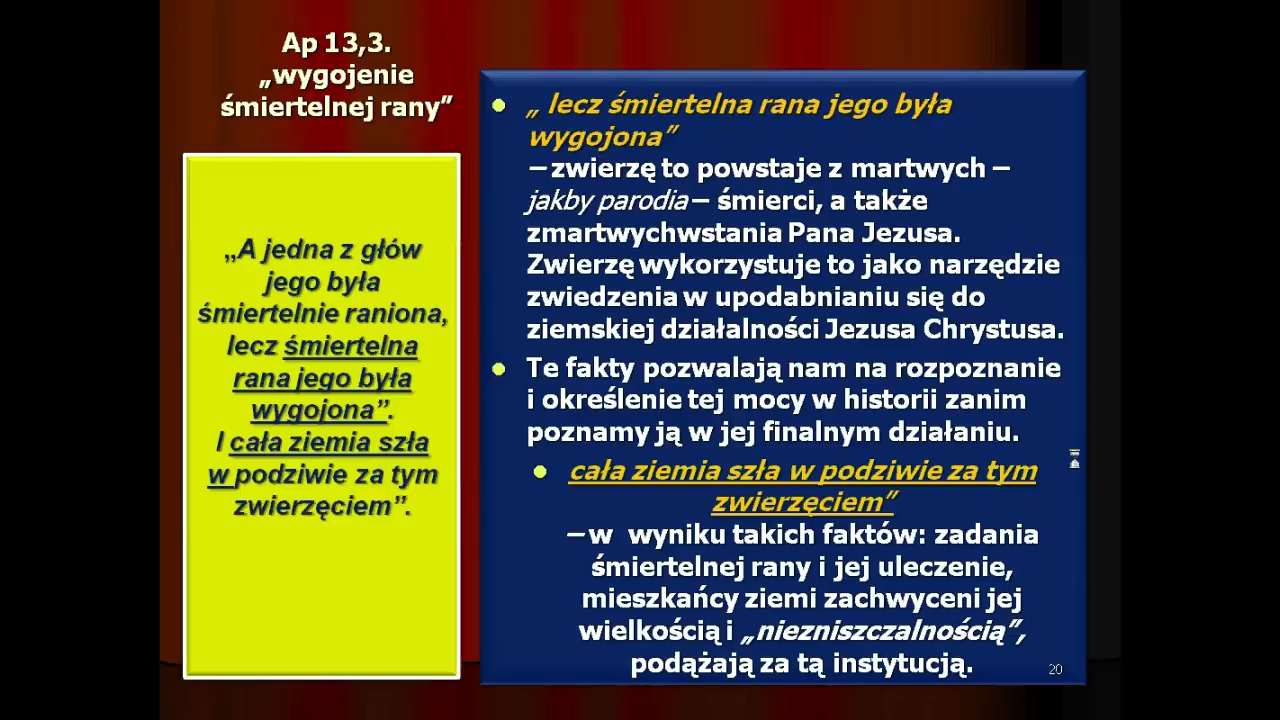 Ap 13,3.
„wygojenie
śmiertelnej rany”
„A jedna z głów
jego była
śmiertelnie raniona,
lecz śmiertelna
rana jego była
wygojona”.
I cała ziemia szła
w podziwie za tym
zwierzęciem”.
„ lecz śmiertelna rana jego była
wygojona”
– zwierzę to powstaje z martwych –
jakby parodia – śmierci, a także
zmartwychwstania Pana Jezusa.
Zwierzę wykorzystuje to jako narzędzie
zwiedzenia w upodabnianiu się do
ziemskiej działalności Jezusa Chrystusa.
Te fakty pozwalają nam na rozpoznanie
i określenie tej mocy w historii zanim
poznamy ją w jej finalnym działaniu.
cała ziemia szła w podziwie za tym
zwierzęciem”
– w wyniku takich faktów: zadania
śmiertelnej rany i jej uleczenie,
mieszkańcy ziemi zachwyceni jej
wielkością i „niezniszczalnością”,
podążają za tą instytucją.
20